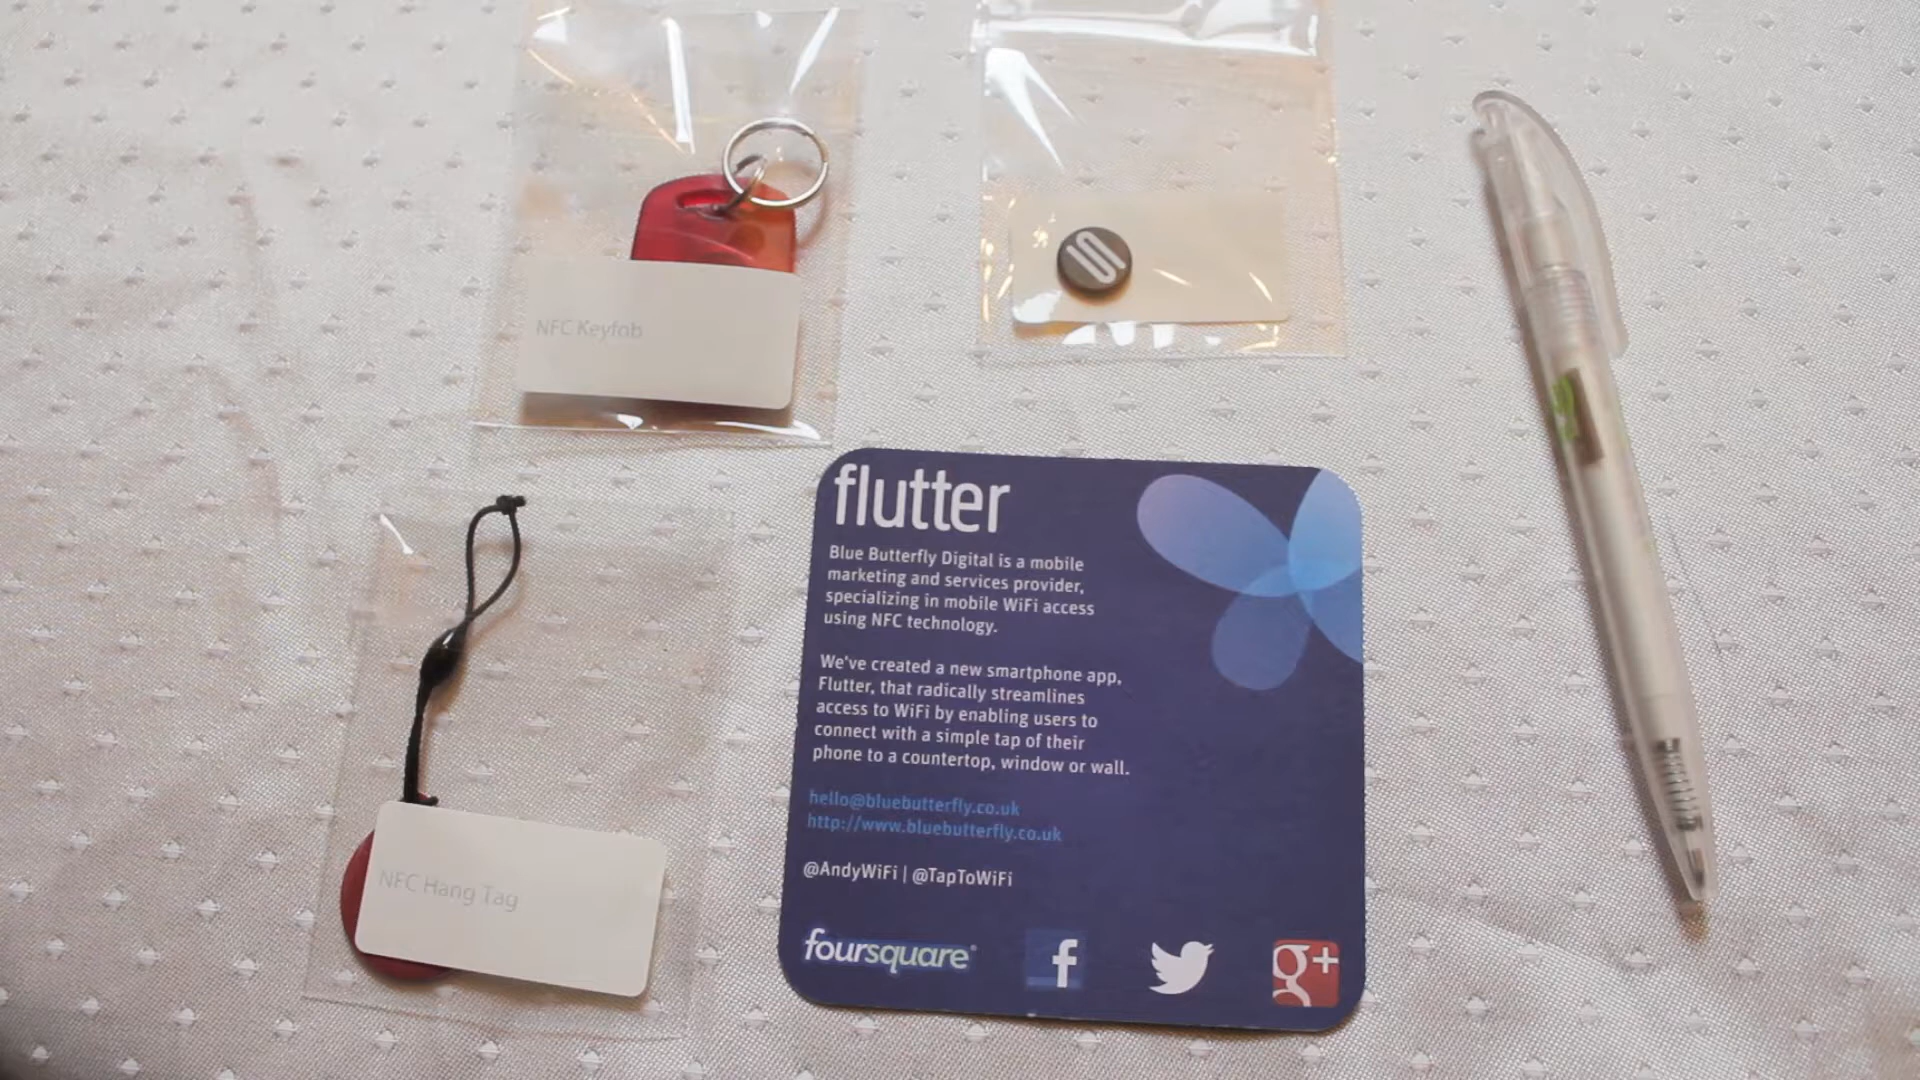 NFC Keyfob
flutter
Blue Butterfly Digital is a mobile
marketing and services provider,
specializing in mobile WiFi access
using NFC technology.
We've created a new smartphone app,
Flutter, that radically streamlines
access to WiFi by enabling users to
connect with a simple tap of their
phone to a countertop, window or wall.
hello@bluebutterfly.co.uk
http://www.bluebutterfly.co.uk
@AndyWiFi | @TapToWiFi
foursquare®
f
g+
NFC Hang Tag